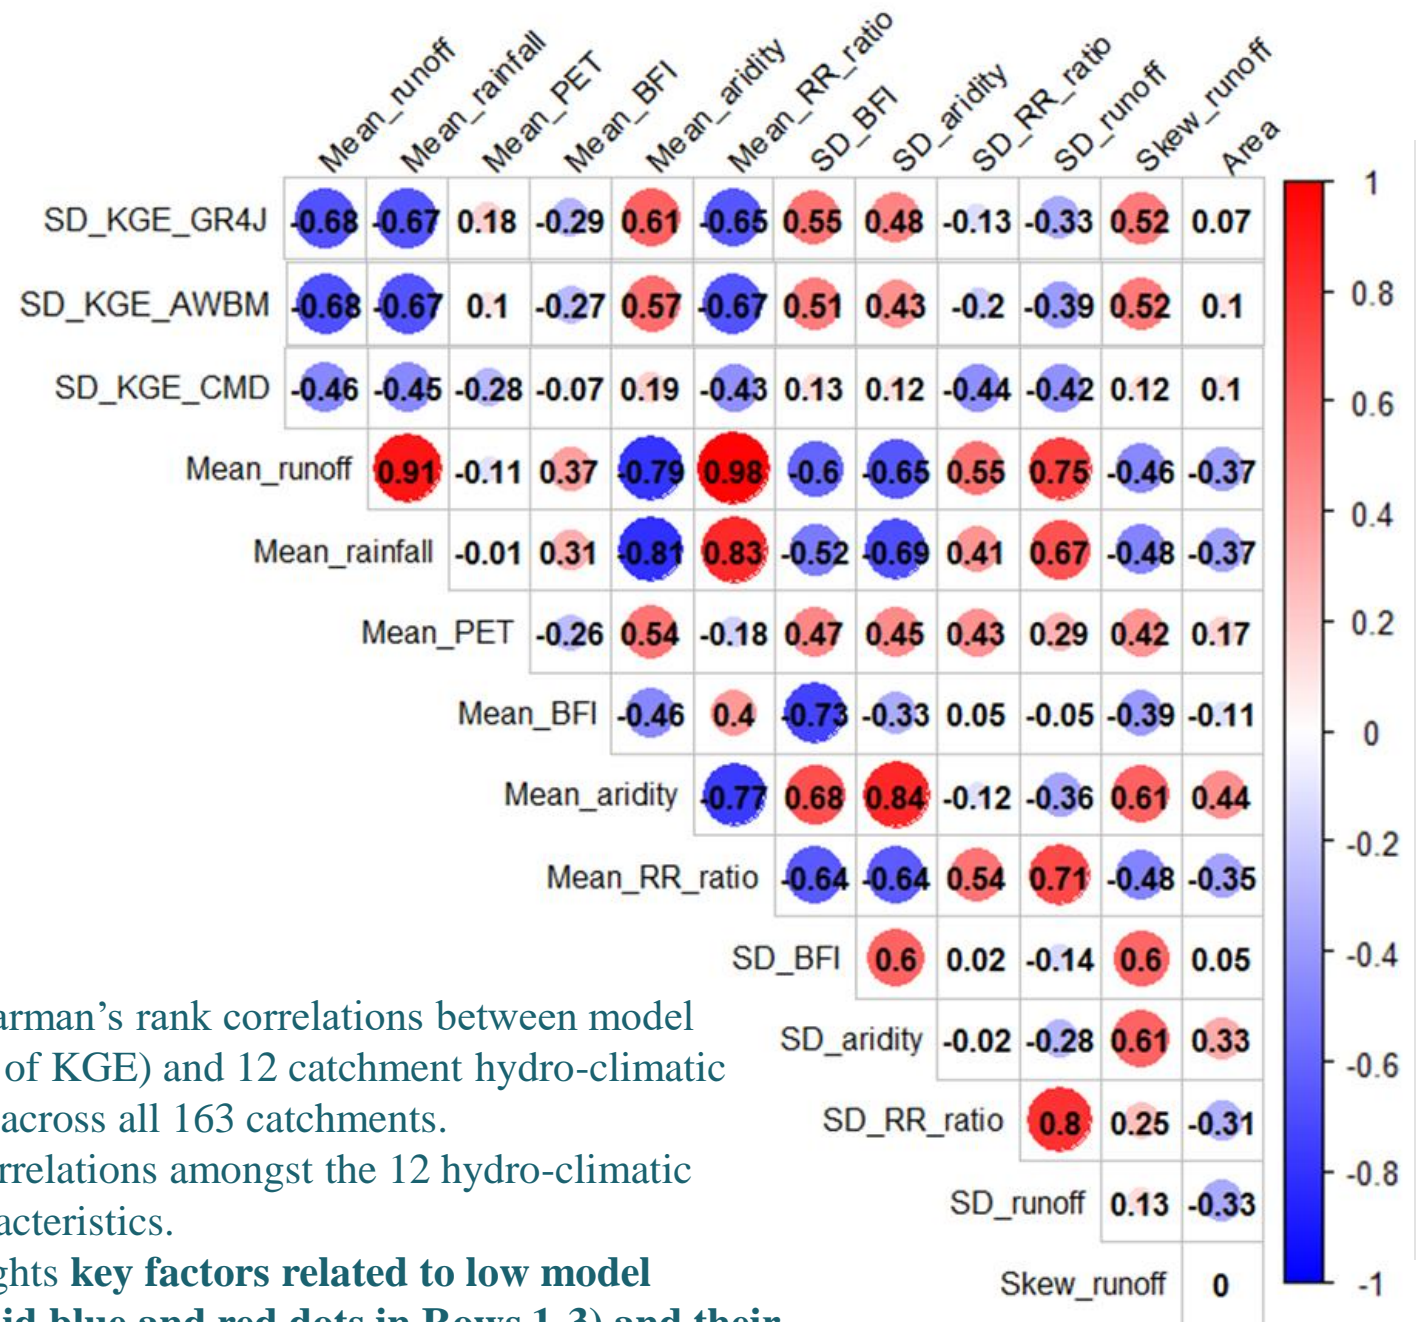 Mean_runoff Mean_rainfall Mean_PET Mean_BFI Mean_aridity Mean_RR_ratio SD_BFI SD_aridity SD_RR_ratio SD_runoff Skew_runoff Area
SD_KGE_GR4J -0.68 -0.67 0.18 -0.29 0.61 -0.65 0.55 0.48 -0.13 -0.33 0.52 0.07
SD_KGE_AWBM -0.68 -0.67 0.1 -0.27 0.57 -0.67 0.51 0.43 -0.2 -0.39 0.52 0.1
SD_KGE_CMD -0.46 -0.45 -0.28 -0.07 0.19 -0.43 0.13 0.12 -0.44 -0.42 0.12 0.1
Mean_runoff 0.91 -0.11 0.37 -0.79 0.98 -0.6 -0.65 0.55 0.75 -0.46 -0.37
Mean_rainfall -0.01 0.31 -0.81 0.83 -0.52 -0.69 0.41 0.67 -0.48 -0.37
Mean_PET -0.26 0.54 -0.18 0.47 0.45 0.43 0.29 0.42 0.17
Mean_BFI -0.46 0.4 -0.73 -0.33 0.05 -0.05 -0.39 -0.11
Mean_aridity -0.77 0.68 0.84 -0.12 -0.36 0.61 0.44
Mean_RR_ratio -0.64 -0.64 0.54 0.71 -0.48 -0.35
SD_BFI 0.6 0.02 -0.14 0.6 0.05
SD_aridity -0.02 -0.28 0.61 0.33
SD_RR_ratio 0.8 0.25 -0.31
SD_runoff 0.13 -0.33
Skew_runoff 0
1
0.8
0.6
0.4
0.2
0
-0.2
-0.4
-0.6
-0.8
-1
arman's rank correlations between model
of KGE) and 12 catchment hydro-climatic
across all 163 catchments.
rrelations amongst the 12 hydro-climatic
acteristics.
ghts key factors related to low model
id blue and red dots in Rows 1-3) and their